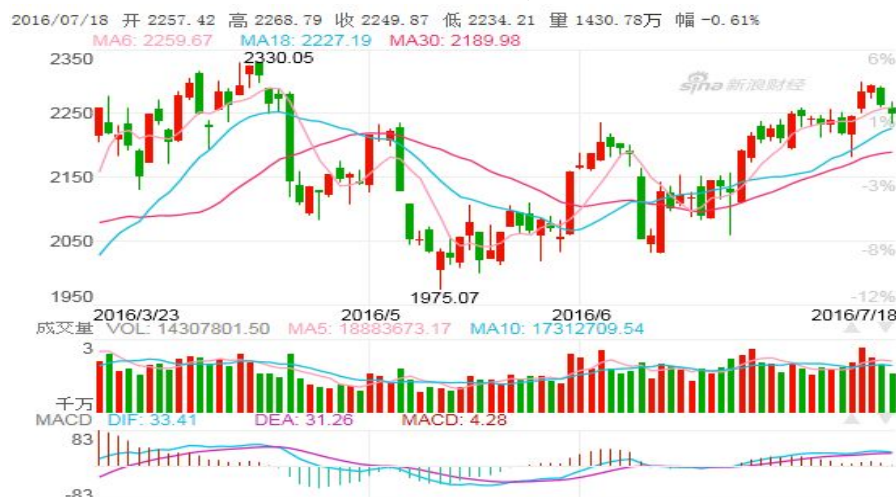 2016/07/18 开 2257.42 高 2268.79 收 2249.87 低 2234.21 量 1430.78万 幅 -0.61%
MA6: 2259.67 MA18: 2227.19 MA30: 2189.98
2350 2330.05 6%
sina新浪财经
2250 1%
2150 -3%
2050 -8%
1950 1975.07 -12%
2016/3/23 2016/5 2016/6 2016/7/18
成交量 VOL: 14307801.50 MA5: 18883673.17 MA10: 17312709.54
3
千万
MACD DIF: 33.41 DEA: 31.26 MACD: 4.28
83
-83